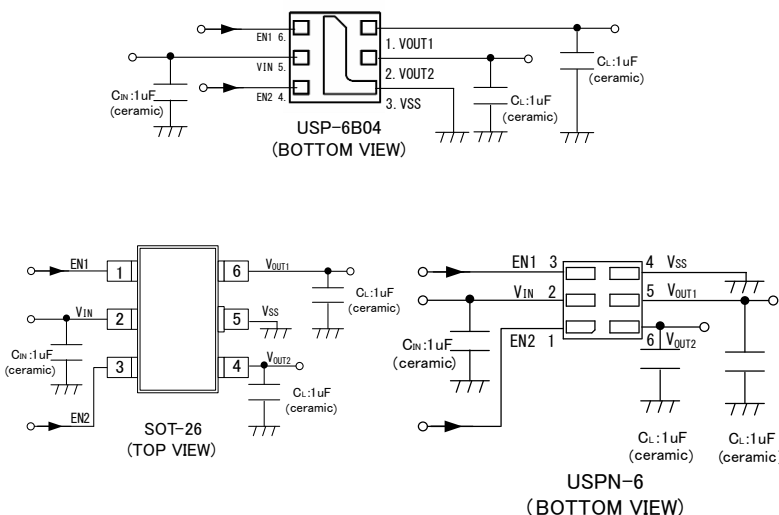 EN1 6.
1. VOUT1
CL:1uF
(ceramic)
VIN 5.
2. VOUT2
CIN:1uF
(ceramic)
EN2 4.
CL:1uF
(ceramic)
3. VSS
USP-6B04
(BOTTOM VIEW)
EN1
1
6
VOUT1
CL:1uF
(ceramic)
VIN
2
5
VSS
CIN:1uF
(ceramic)
3
4
VOUT2
CL:1uF
(ceramic)
EN2
SOT-26
(TOP VIEW)
EN1 3
4 VSS
VIN 2
5 VOUT1
CIN:1uF
(ceramic)
EN2 1
6 VOUT2
CL:1uF
(ceramic)
CL:1uF
(ceramic)
USPN-6
(BOTTOM VIEW)